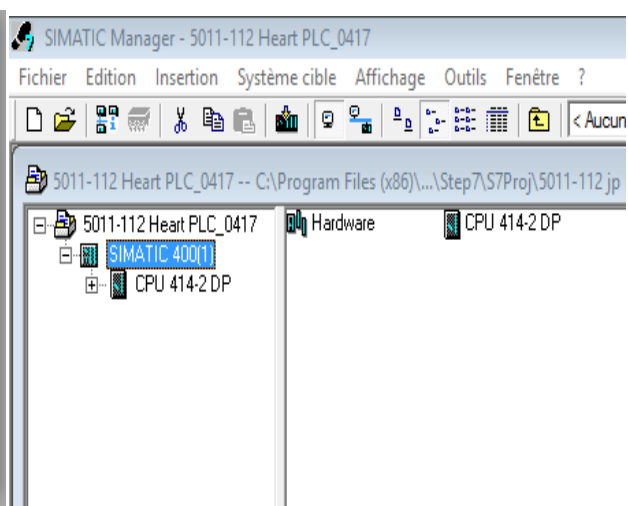 SIMATIC Manager - 5011-112 Heart PLC_0417
Fichier Edition Insertion Système cible Affichage Outils Fenêtre ?
< Aucun
5011-112 Heart PLC_0417 -- C:\Program Files (x86)\...\Step7\S7Proj\5011-112 jp
5011-112 Heart PLC_0417
SIMATIC 400(1)
CPU 414-2 DP
Hardware
CPU 414-2 DP